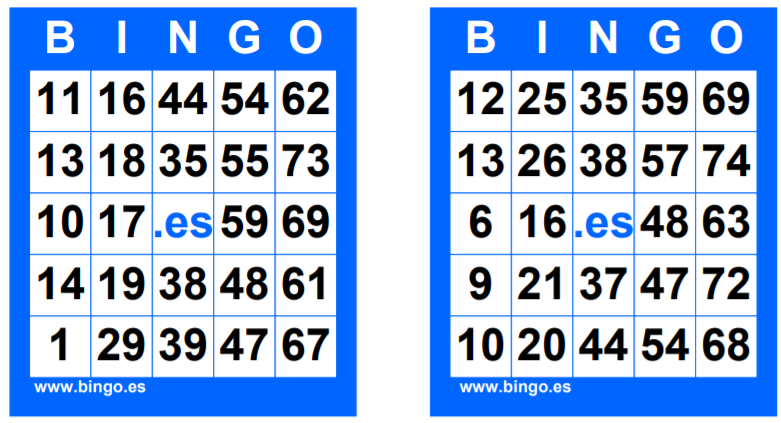 B I N G O
11 16 44 54 62
13 18 35 55 73
10 17 .es 59 69
14 19 38 48 61
1 29 39 47 67
www.bingo.es
B I N G O
12 25 35 59 69
13 26 38 57 74
6 16 .es 48 63
9 21 37 47 72
10 20 44 54 68
www.bingo.es